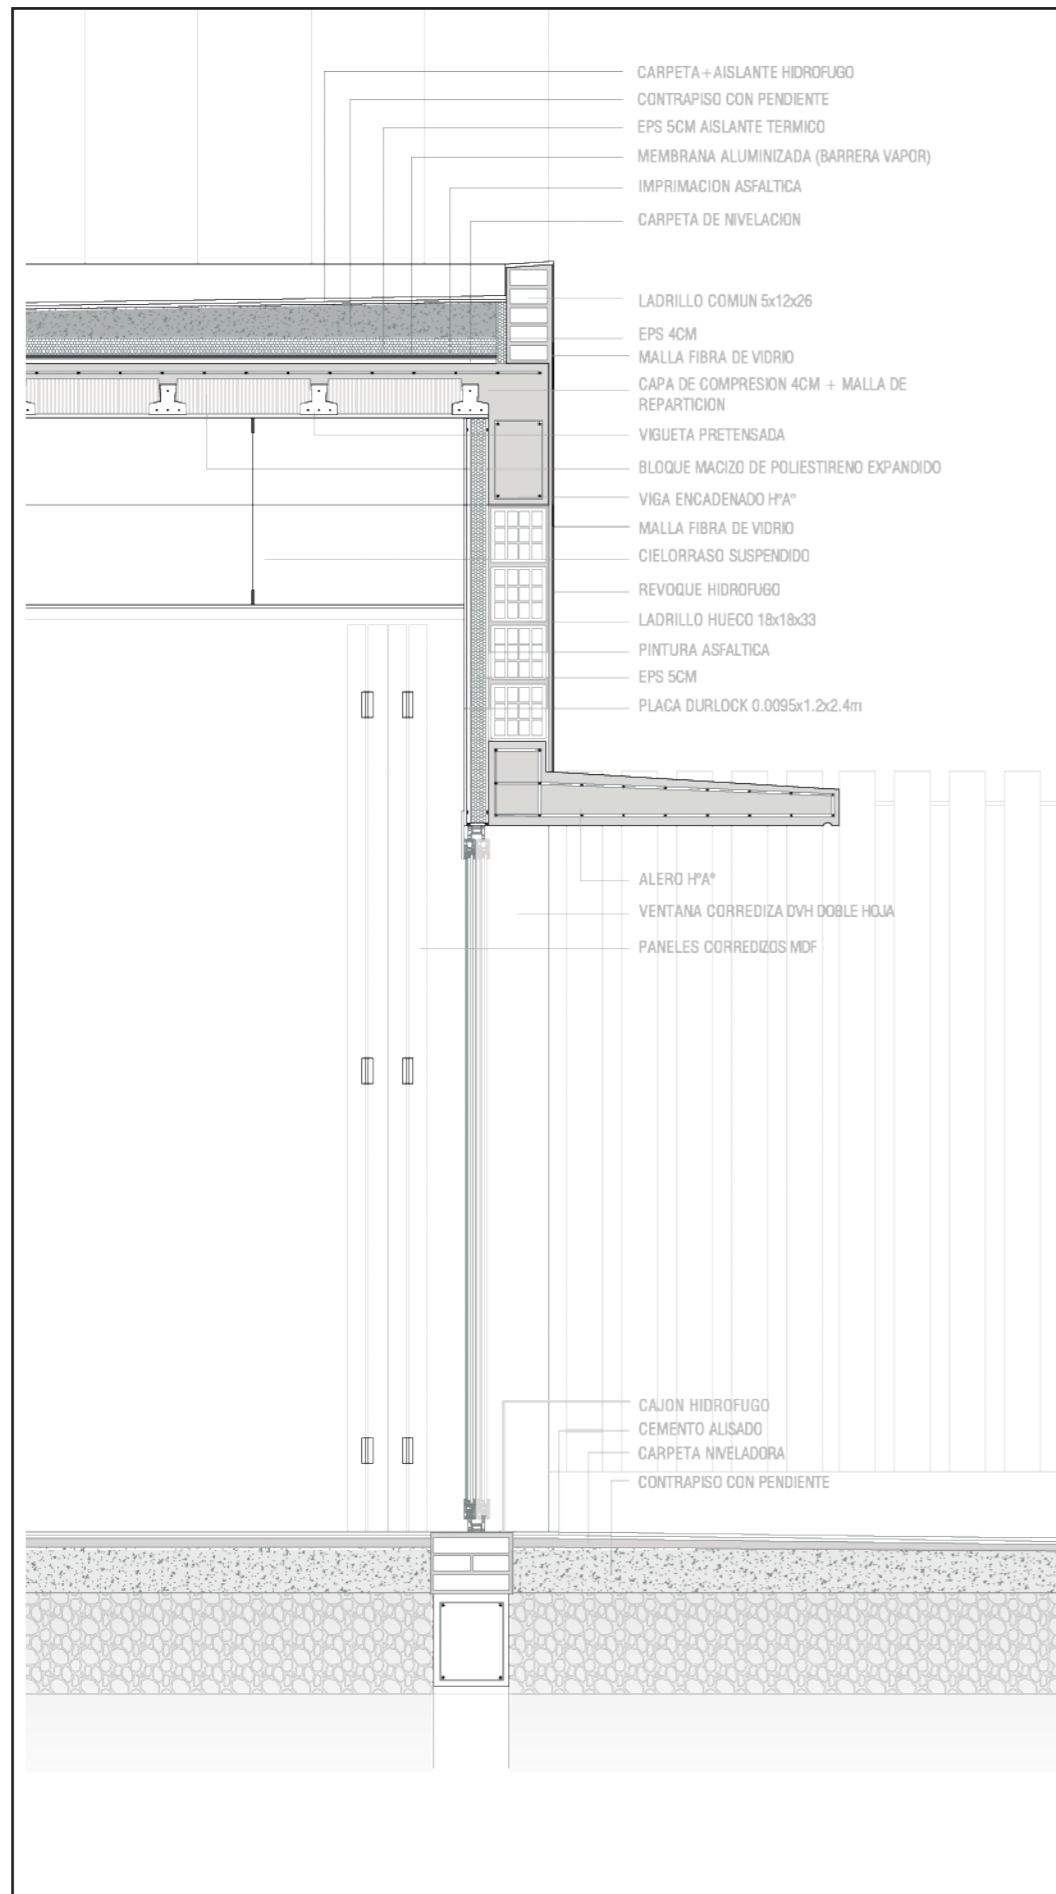 CARPETA+AISLANTE HIDROFUGO
CONTRAPISO CON PENDIENTE
EPS 5CM AISLANTE TERMICO
MEMBRANA ALUMINIZADA (BARRERA VAPOR)
IMPRIMACION ASFALTICA
CARPETA DE NIVELACION
LADRILLO COMUN 5x12x26
EPS 4CM
MALLA FIBRA DE VIDRIO
CAPA DE COMPRESION 4CM + MALLA DE
REPARTICION
VIGUETA PRETENSADA
BLOQUE MACIZO DE POLIESTIRENO EXPANDIDO
VIGA ENCADENADO HºAº
MALLA FIBRA DE VIDRIO
CIELORRASO SUSPENDIDO
REVOQUE HIDROFUGO
LADRILLO HUECO 18x18x33
PINTURA ASFALTICA
EPS 5CM
PLACA DURLOCK 0.0095x1.2x2.4m
ALERO HºAº
VENTANA CORREDIZA DVH DOBLE HOJA
PANELES CORREDIZOS MDF
CAJON HIDROFUGO
CEMENTO ALISADO
CARPETA NIVELADORA
CONTRAPISO CON PENDIENTE